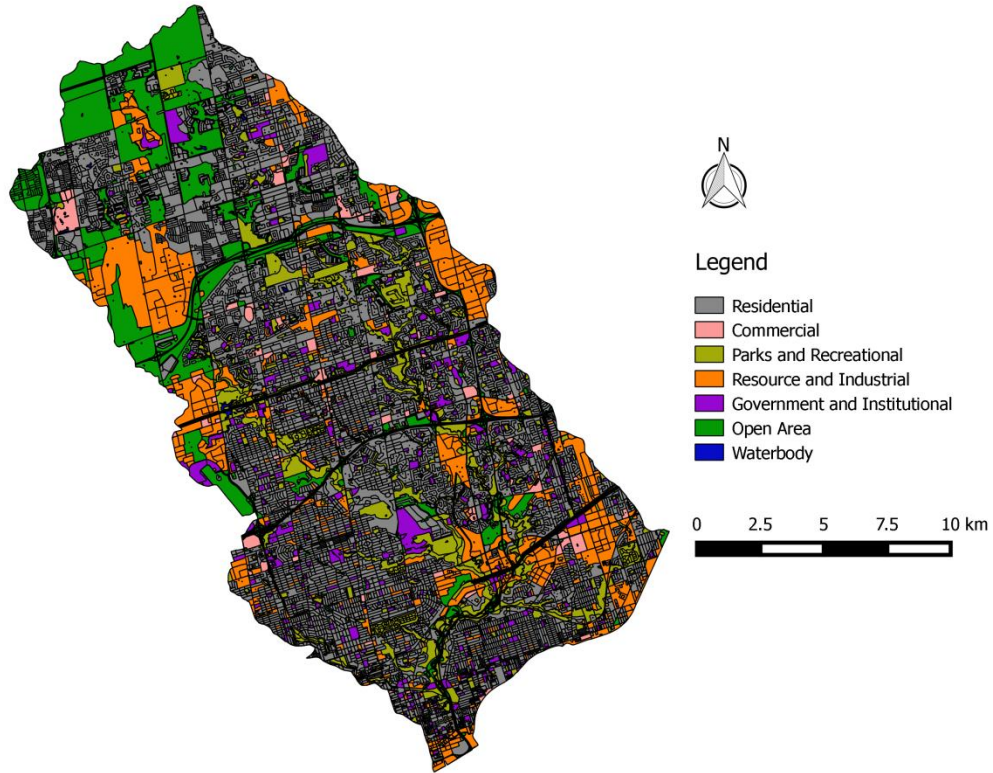 N
Legend
Residential
Commercial
Parks and Recreational
Resource and Industrial
Government and Institutional
Open Area
Waterbody
0 2.5 5 7.5 10 km